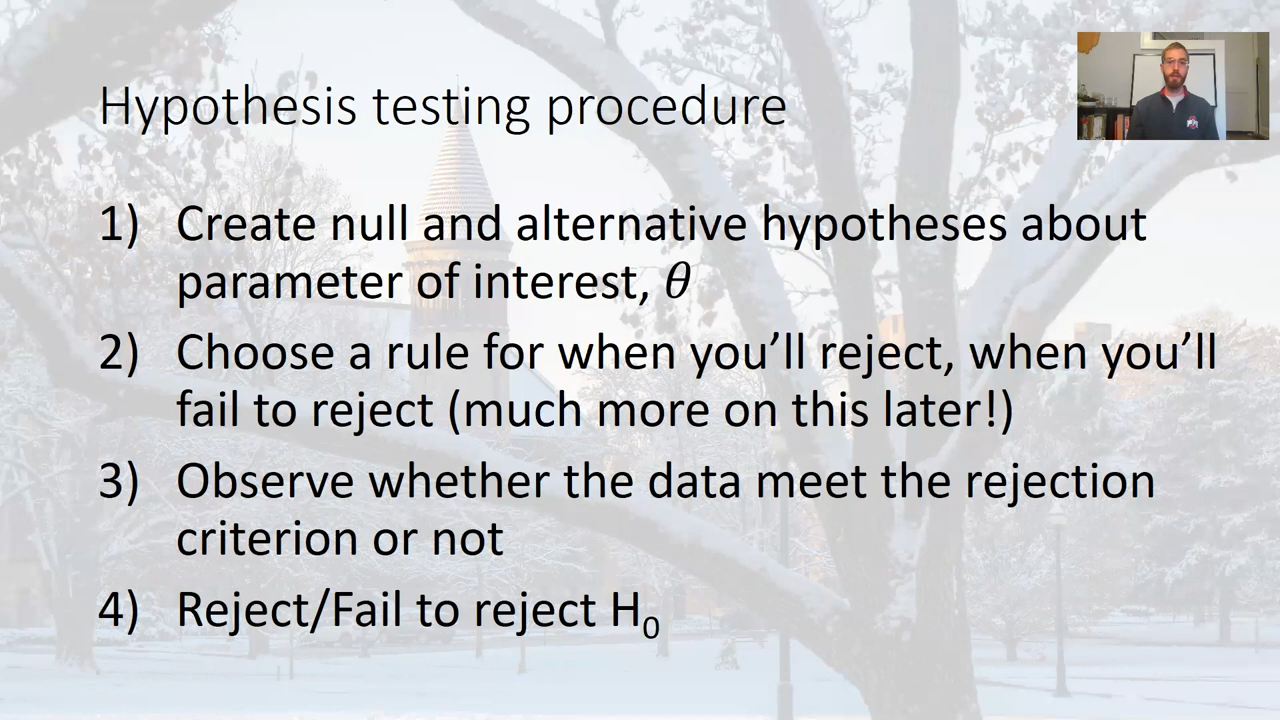 Hypothesis testing procedure
1) Create null and alternative hypotheses about
parameter of interest, θ
2) Choose a rule for when you’ll reject, when you’ll
fail to reject (much more on this later!)
3) Observe whether the data meet the rejection
criterion or not
4) Reject/Fail to reject H₀